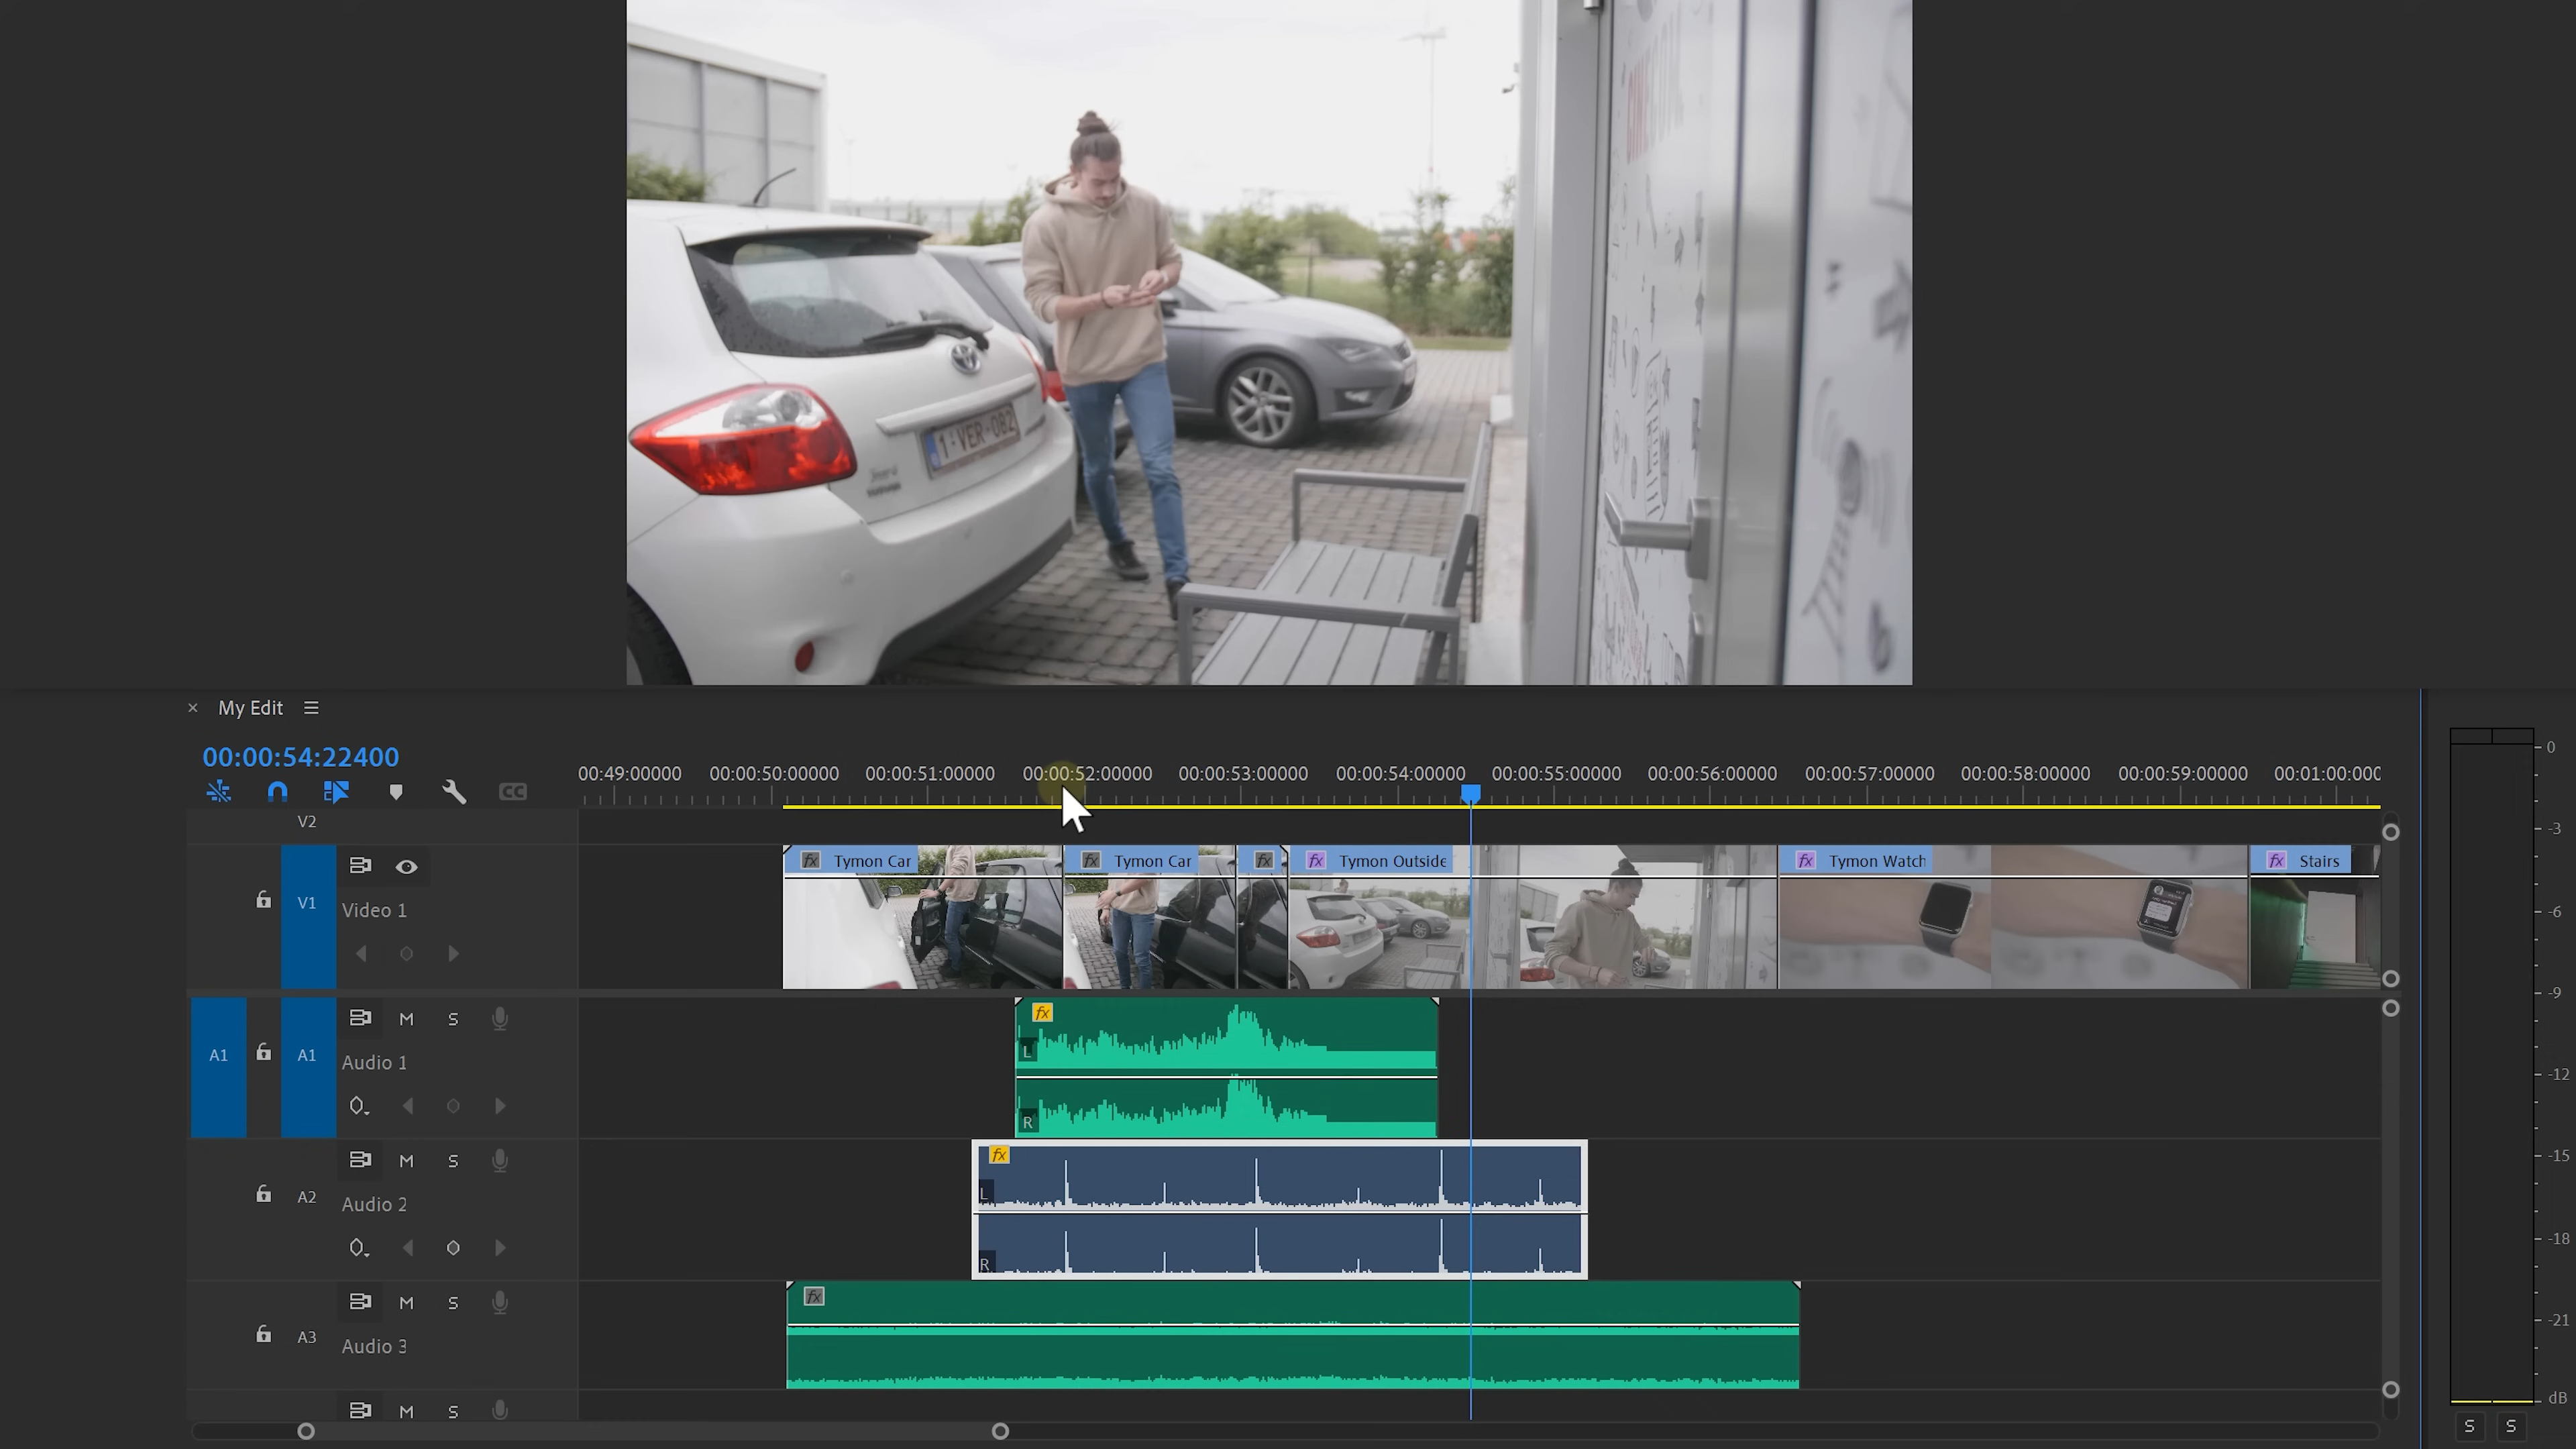 1-VER-082
× My Edit
00:00:54:22400
00:49:00000 00:00:50:00000 00:00:51:00000 00:00:52:00000 00:00:53:00000 00:00:54:00000 00:00:55:00000 00:00:56:00000 00:00:57:00000 00:00:58:00000 00:00:59:00000 00:01:00:000
CC
V2
fx Tymon Car fx Tymon Car fx fx Tymon Outside fx Tymon Watch fx Stairs
V1 Video 1
A1 A1 M S
Audio 1
fx
L
R
A2 M S
Audio 2
fx
L
R
A3 M S
Audio 3
fx
M S
0
-3
-6
-9
-12
-15
-18
-21
dB
S S